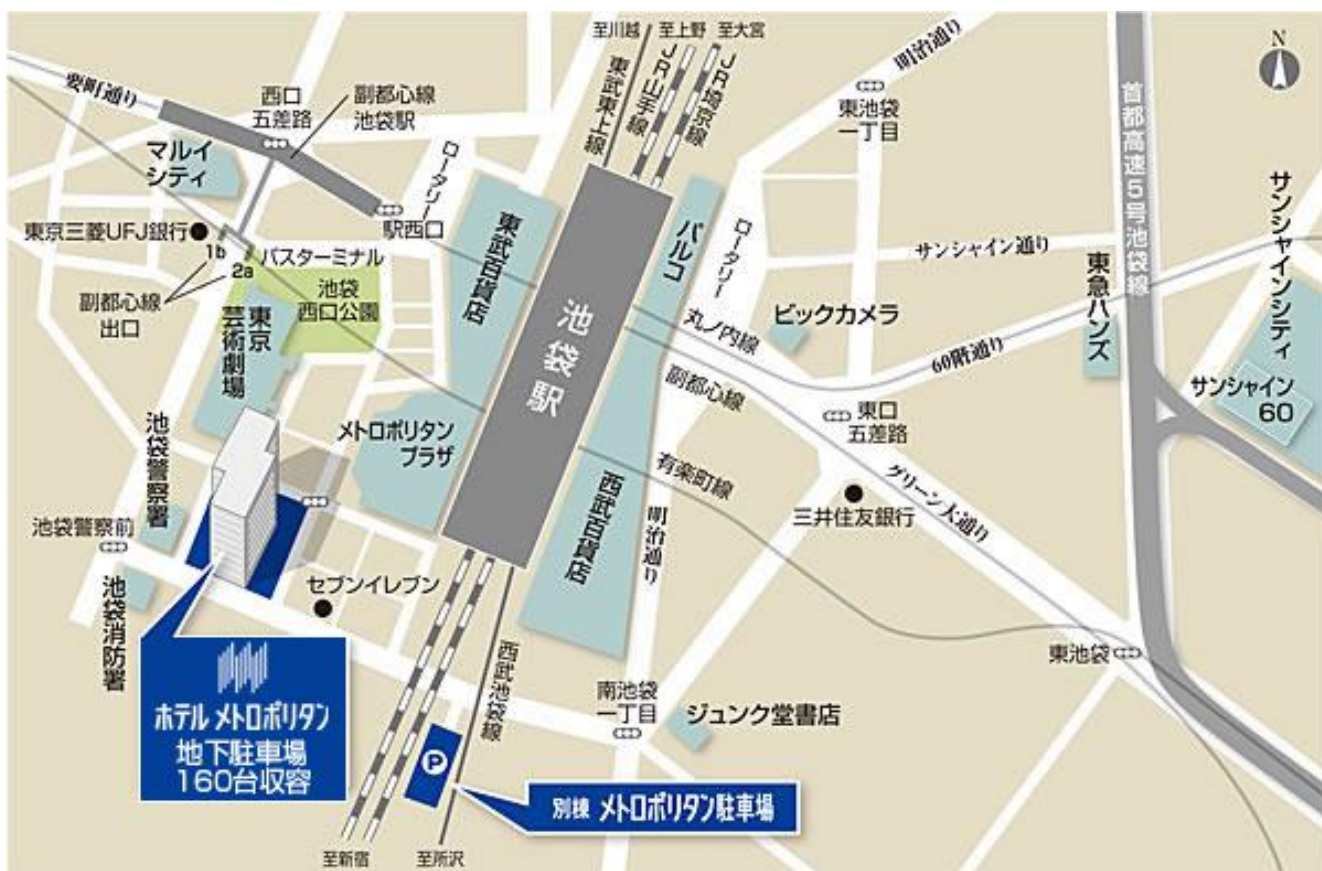 至川越
至上野
至大宮
N
要町通り
西口
五差路
副都心線
池袋駅
東武東上線
JR山手線
JR埼京線
明治通り
東池袋
一丁目
首都高速5号池袋線
マルイ
シティ
ロータリー
駅西口
東武百貨店
パルコ
ロータリー
サンシャイン通り
サンシャインシティ
東京三菱UFJ銀行
1b
2a
バスターミナル
副都心線
出口
池袋
西口公園
東京
芸術劇場
池袋駅
丸ノ内線
ビックカメラ
東急ハンズ
60階通り
サンシャイン
60
副都心線
東口
五差路
メトロポリタン
プラザ
池袋警察署
有楽町線
グリーン大通り
三井住友銀行
池袋警察前
西武百貨店
明治通り
セブンイレブン
池袋消防署
東池袋
西武池袋線
南池袋
一丁目
ジュンク堂書店
ホテル メトロポリタン
地下駐車場
160台収容
P
別棟 メトロポリタン駐車場
至新宿
至所沢